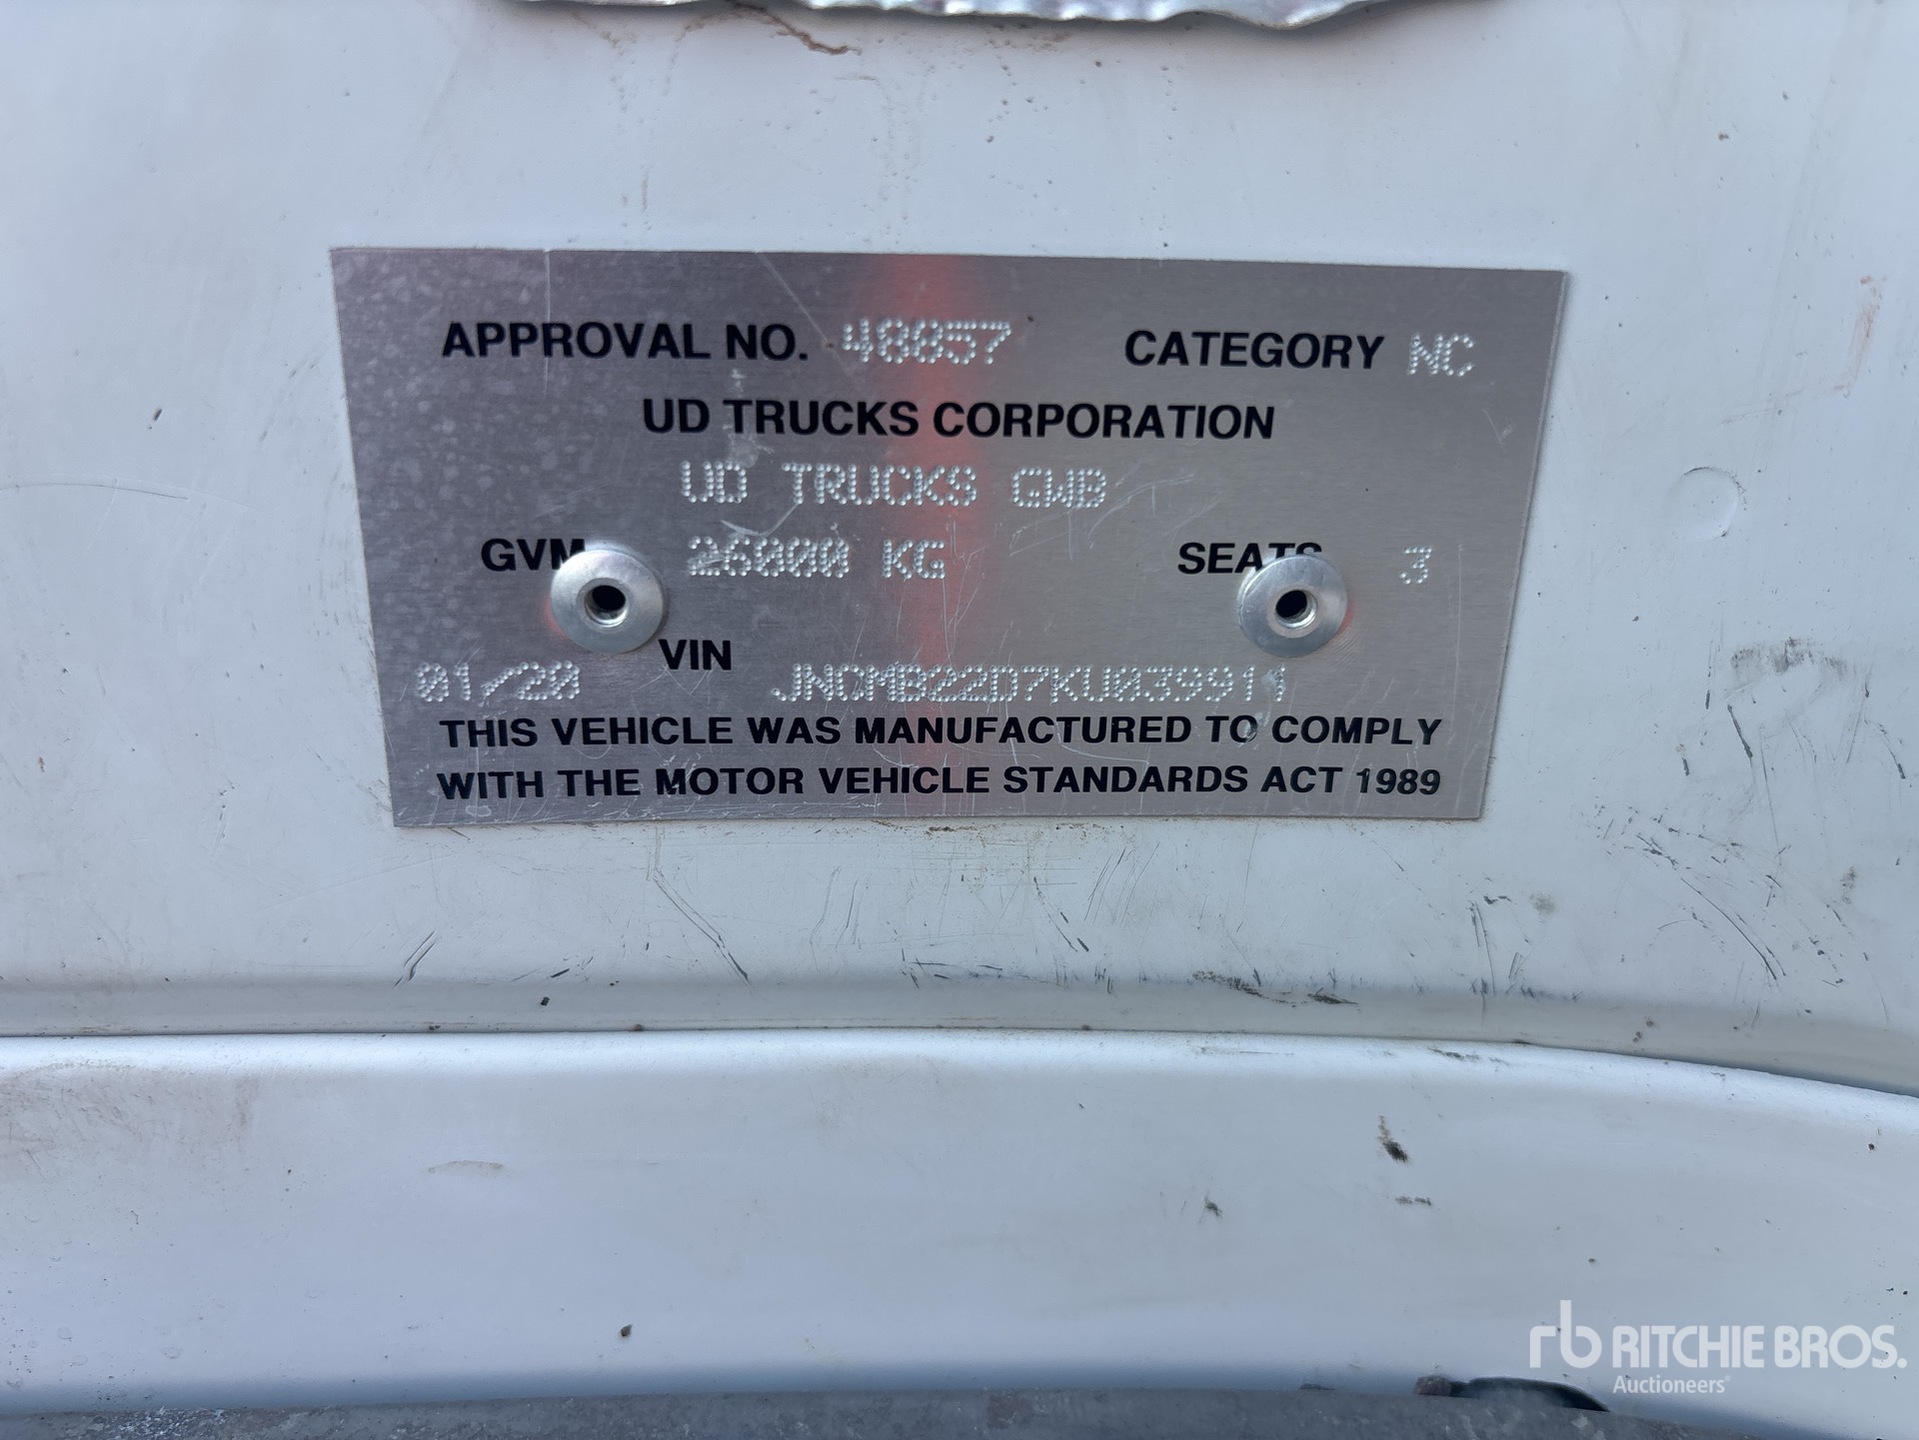 APPROVAL NO. 48857 CATEGORY NC
UD TRUCKS CORPORATION
UD TRUCKS GWB
GVM 26000 KG SEATS 3
VIN
01/20 JNCMB22D7KU039911
THIS VEHICLE WAS MANUFACTURED TO COMPLY
WITH THE MOTOR VEHICLE STANDARDS ACT 1989
rb RITCHIE BROS.
Auctioneers